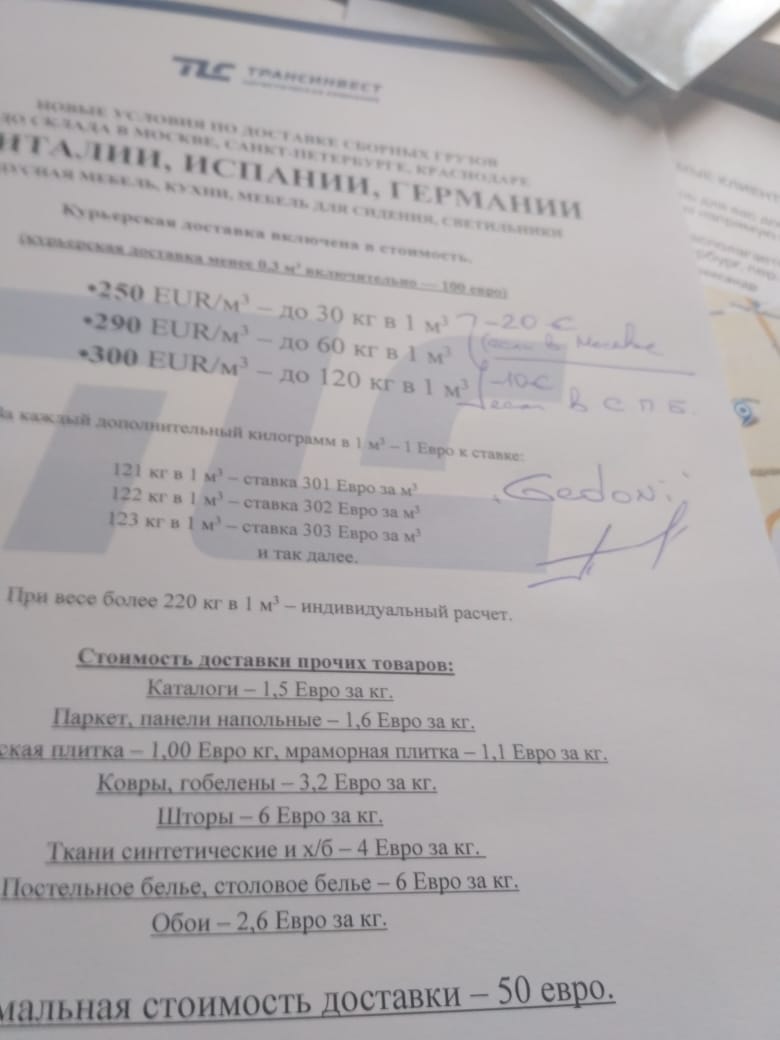 TLC ТРАНСИНВЕСТ
НОВЫЕ УСЛОВИЯ ПО ДОСТАВКЕ СБОРНЫХ ГРУЗОВ
ДО СКЛАДА В МОСКВЕ, САНКТ-ПЕТЕРБУРГЕ, КРАСНОДАРЕ
ИТАЛИИ, ИСПАНИИ, ГЕРМАНИИ
МЕБЕЛЬ, КУХНИ, МЕБЕЛЬ ДЛЯ СИДЕНИЯ, СВЕТИЛЬНИКИ
Курьерская доставка включена в стоимость.
(курьерская доставка менее 0,3 м³ включительно — 100 евро)
•250 EUR/м³ – до 30 кг в 1 м³ -20 €
•290 EUR/м³ – до 60 кг в 1 м³ (если в Москве
•300 EUR/м³ – до 120 кг в 1 м³ -10€
если в СПБ.
За каждый дополнительный килограмм в 1 м³ – 1 Евро к ставке:
121 кг в 1 м³ – ставка 301 Евро за м³
122 кг в 1 м³ – ставка 302 Евро за м³
123 кг в 1 м³ – ставка 303 Евро за м³
и так далее.
Gedoni
При весе более 220 кг в 1 м³ – индивидуальный расчет.
Стоимость доставки прочих товаров:
Каталоги – 1,5 Евро за кг.
Паркет, панели напольные – 1,6 Евро за кг.
ская плитка – 1,00 Евро кг, мраморная плитка – 1,1 Евро за кг.
Ковры, гобелены – 3,2 Евро за кг.
Шторы – 6 Евро за кг.
Ткани синтетические и х/б – 4 Евро за кг.
Постельное белье, столовое белье – 6 Евро за кг.
Обои – 2,6 Евро за кг.
мальная стоимость доставки – 50 евро.